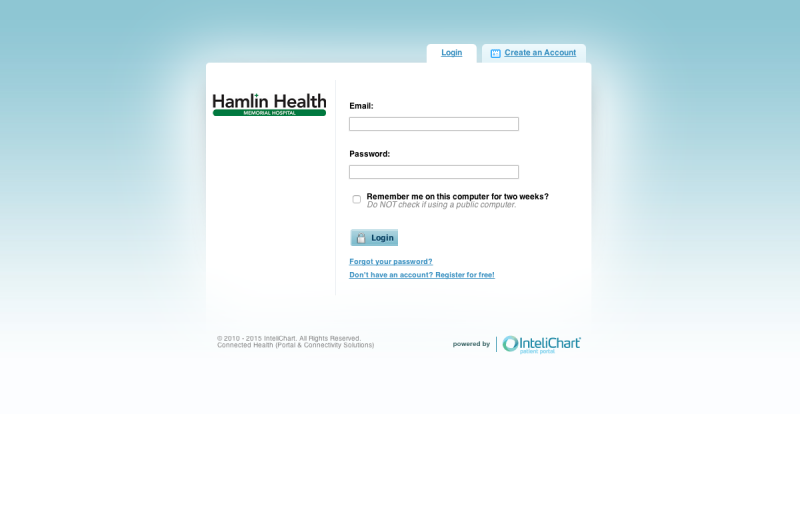 Login
Create an Account
Hamlin Health
MEMORIAL HOSPITAL
Email:
Password:
Remember me on this computer for two weeks?
Do NOT check if using a public computer.
Login
Forgot your password?
Don't have an account? Register for free!
© 2010 - 2015 InteliChart. All Rights Reserved.
Connected Health (Portal & Connectivity Solutions)
powered by
InteliChart
patient portal